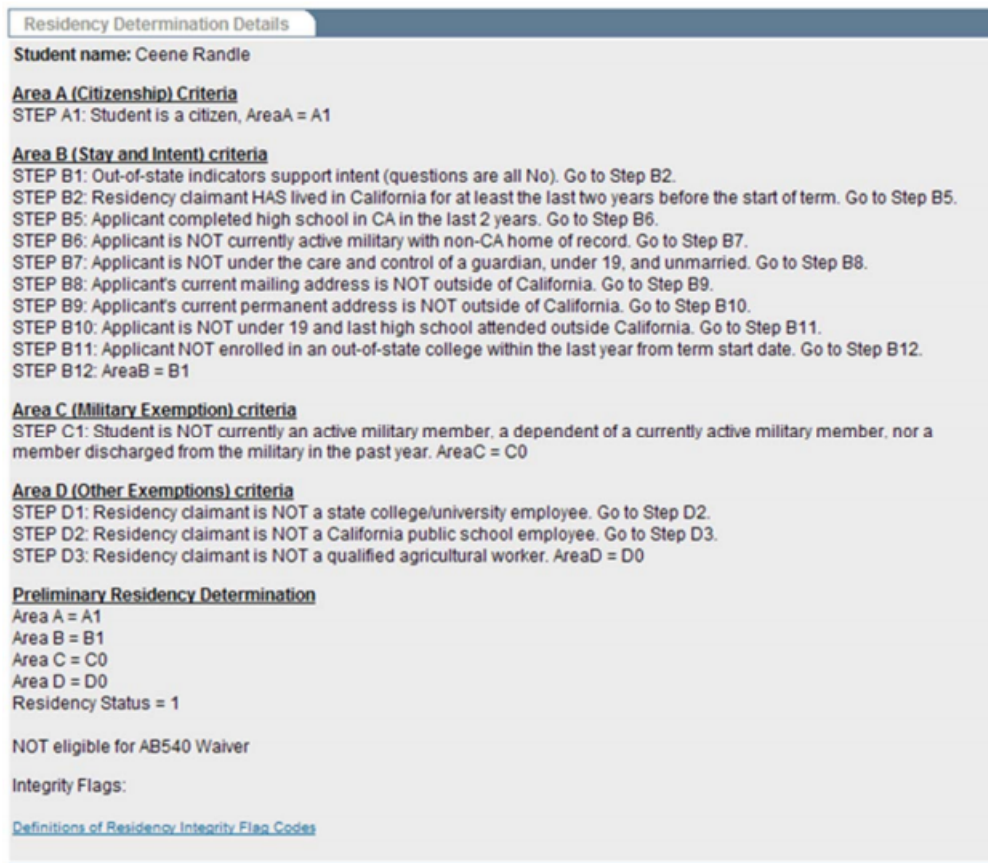 Residency Determination Details
Student name: Ceene Randle
Area A (Citizenship) Criteria
STEP A1: Student is a citizen, AreaA = A1
Area B (Stay and Intent) criteria
STEP B1: Out-of-state indicators support intent (questions are all No). Go to Step B2.
STEP B2: Residency claimant HAS lived in California for at least the last two years before the start of term. Go to Step B5.
STEP B5: Applicant completed high school in CA in the last 2 years. Go to Step B6.
STEP B6: Applicant is NOT currently active military with non-CA home of record. Go to Step B7.
STEP B7: Applicant is NOT under the care and control of a guardian, under 19, and unmarried. Go to Step B8.
STEP B8: Applicant's current mailing address is NOT outside of California. Go to Step B9.
STEP B9: Applicant's current permanent address is NOT outside of California. Go to Step B10.
STEP B10: Applicant is NOT under 19 and last high school attended outside California. Go to Step B11.
STEP B11: Applicant NOT enrolled in an out-of-state college within the last year from term start date. Go to Step B12.
STEP B12: AreaB = B1
Area C (Military Exemption) criteria
STEP C1: Student is NOT currently an active military member, a dependent of a currently active military member, nor a
member discharged from the military in the past year. AreaC = C0
Area D (Other Exemptions) criteria
STEP D1: Residency claimant is NOT a state college/university employee. Go to Step D2.
STEP D2: Residency claimant is NOT a California public school employee. Go to Step D3.
STEP D3: Residency claimant is NOT a qualified agricultural worker. AreaD = D0
Preliminary Residency Determination
Area A = A1
Area B = B1
Area C = C0
Area D = D0
Residency Status = 1
NOT eligible for AB540 Waiver
Integrity Flags:
Definitions of Residency Integrity Flag Codes